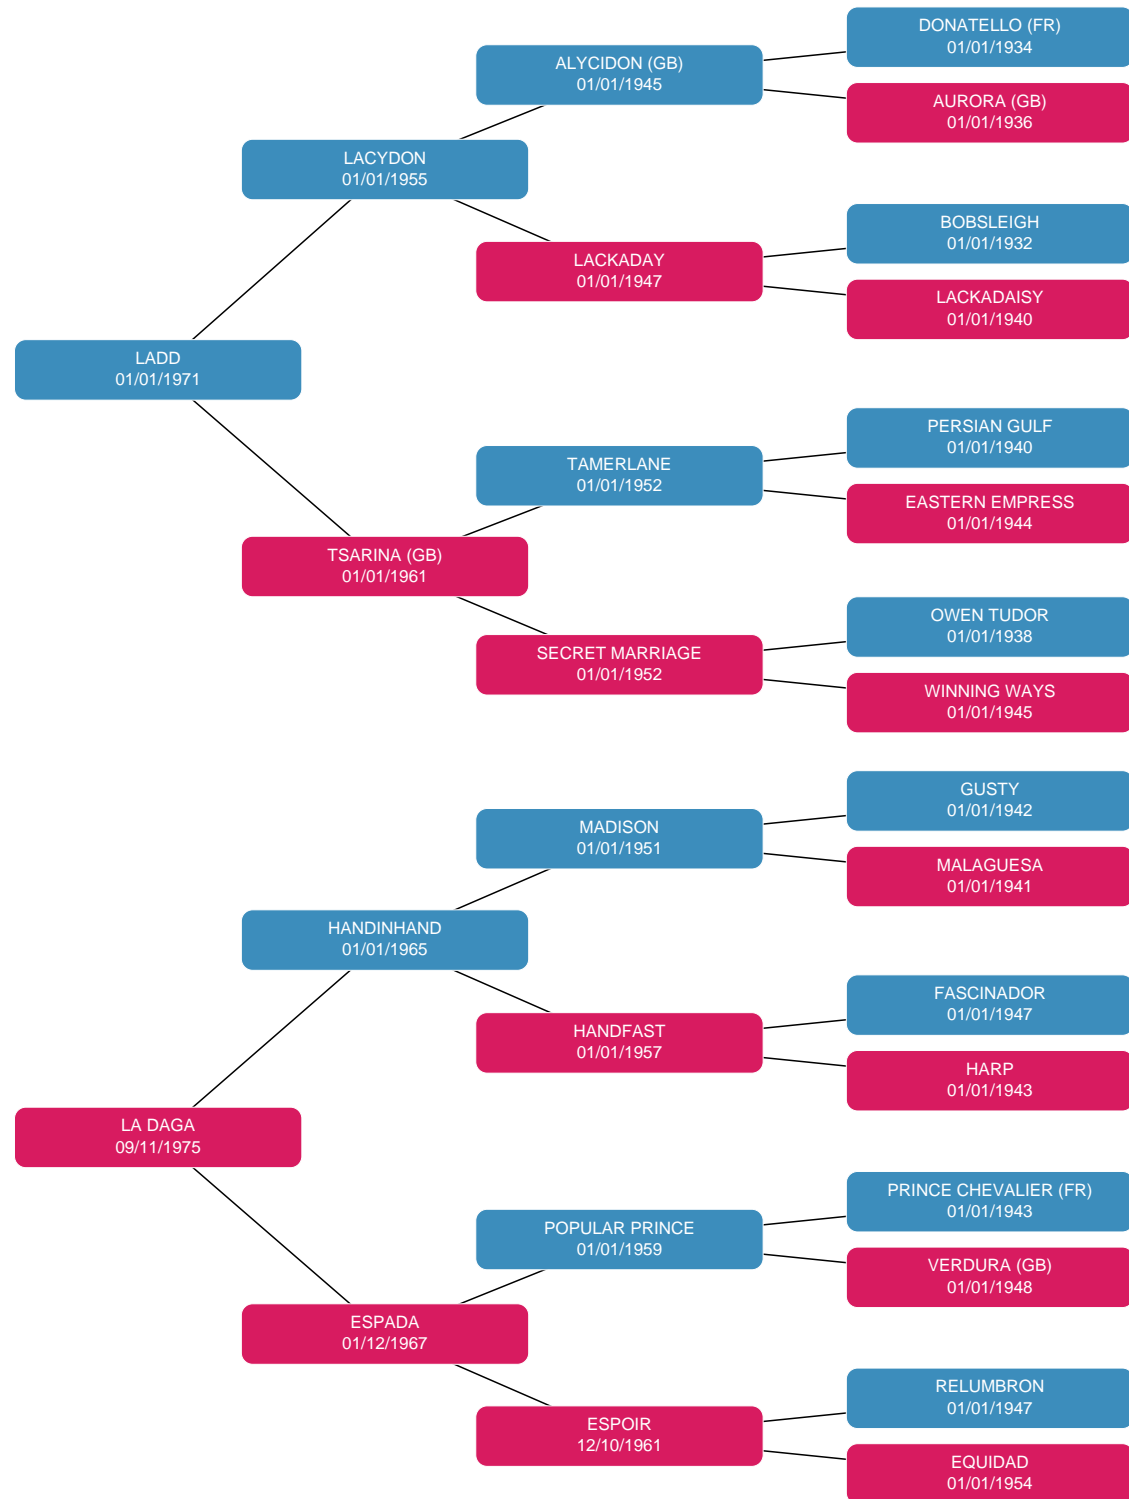 DONATELLO (FR)
01/01/1934
ALYCIDON (GB)
01/01/1945
AURORA (GB)
01/01/1936
LACYDON
01/01/1955
BOBSLEIGH
01/01/1932
LACKADAY
01/01/1947
LACKADAISY
01/01/1940
LADD
01/01/1971
PERSIAN GULF
01/01/1940
TAMERLANE
01/01/1952
EASTERN EMPRESS
01/01/1944
TSARINA (GB)
01/01/1961
OWEN TUDOR
01/01/1938
SECRET MARRIAGE
01/01/1952
WINNING WAYS
01/01/1945
GUSTY
01/01/1942
MADISON
01/01/1951
MALAGUESA
01/01/1941
HANDINHAND
01/01/1965
FASCINADOR
01/01/1947
HANDFAST
01/01/1957
HARP
01/01/1943
LA DAGA
09/11/1975
PRINCE CHEVALIER (FR)
01/01/1943
POPULAR PRINCE
01/01/1959
VERDURA (GB)
01/01/1948
ESPADA
01/12/1967
RELUMBRON
01/01/1947
ESPOIR
12/10/1961
EQUIDAD
01/01/1954